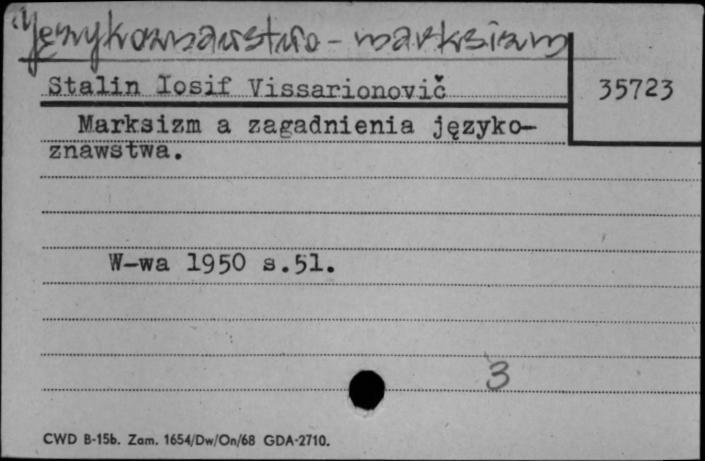 Językoznawstwo - marksizm
Stalin Iosif Vissarionovič
35723
Marksizm a zagadnienia języko-
znawstwa.
W-wa 1950 s.51.
3
CWD B-15b. Zam. 1654/Dw/On/68 GDA-2710.